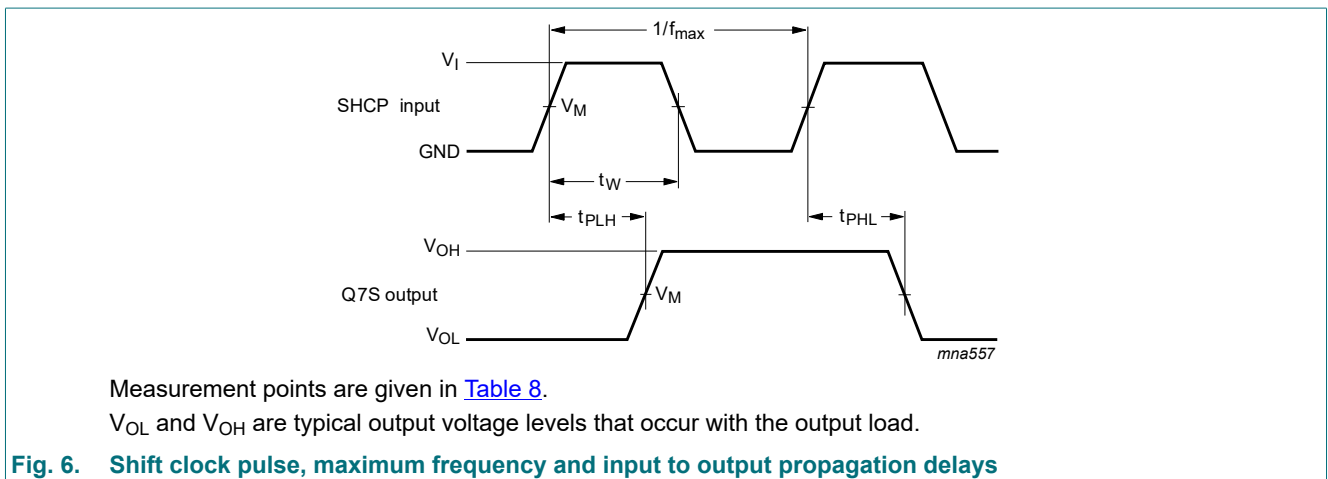 1/fmax
VI
SHCP input
VM
GND
tW
tPLH
tPHL
VOH
Q7S output
VM
VOL
mna557
Measurement points are given in Table 8.
VOL and VOH are typical output voltage levels that occur with the output load.
Fig. 6. Shift clock pulse, maximum frequency and input to output propagation delays